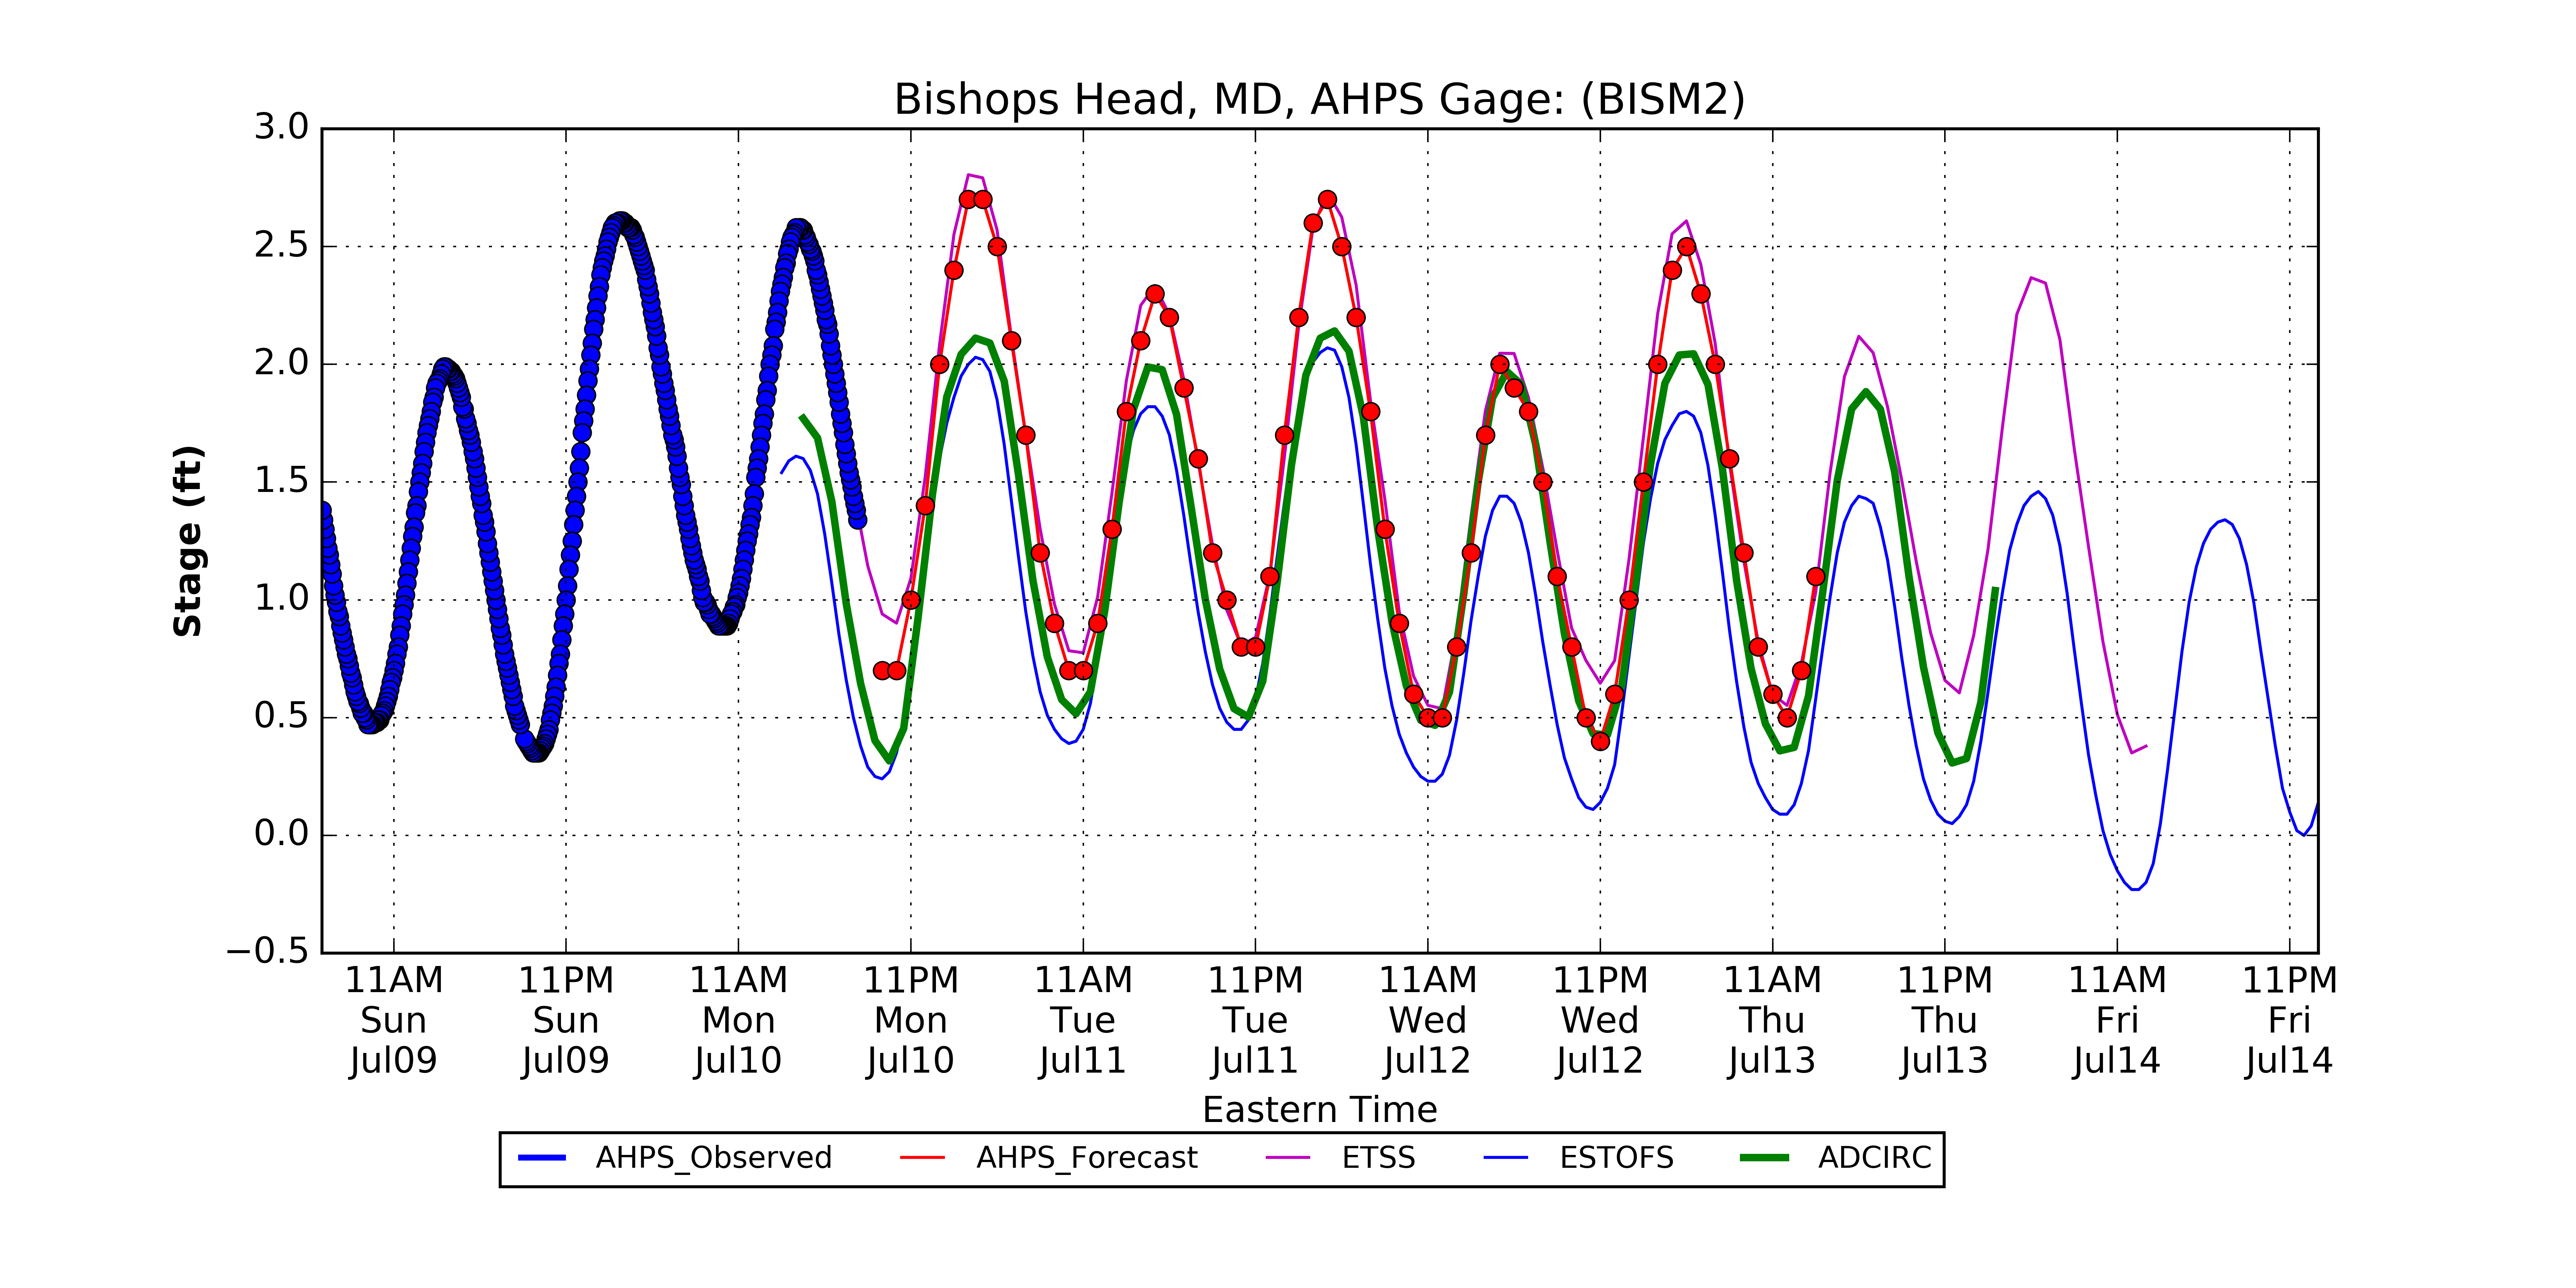 Bishops Head, MD, AHPS Gage: (BISM2)
3.0
2.5
2.0
1.5
1.0
0.5
0.0
−0.5
Stage (ft)
11AM 11PM 11AM 11PM 11AM 11PM 11AM 11PM 11AM 11PM 11AM 11PM
Sun Sun Mon Mon Tue Tue Wed Wed Thu Thu Fri Fri
Jul09 Jul09 Jul10 Jul10 Jul11 Jul11 Jul12 Jul12 Jul13 Jul13 Jul14 Jul14
Eastern Time
AHPS_Observed AHPS_Forecast ETSS ESTOFS ADCIRC